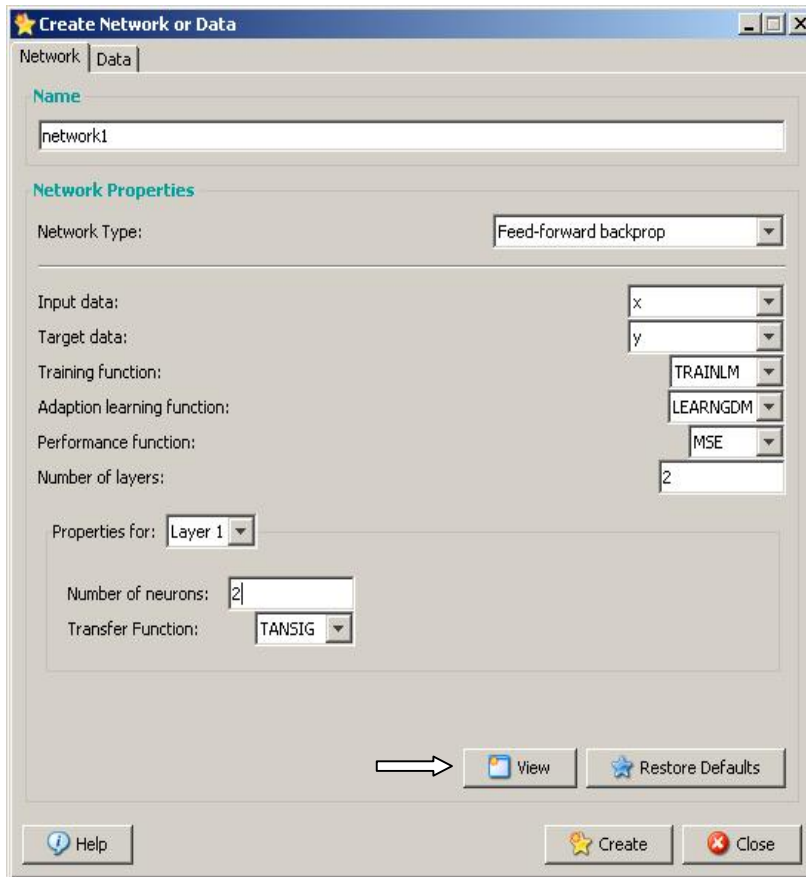 Create Network or Data
Network Data
Name
network1
Network Properties
Network Type: Feed-forward backprop
Input data: x
Target data: y
Training function: TRAINLM
Adaption learning function: LEARNGDM
Performance function: MSE
Number of layers: 2
Properties for: Layer 1
Number of neurons: 2
Transfer Function: TANSIG
View Restore Defaults
Help Create Close